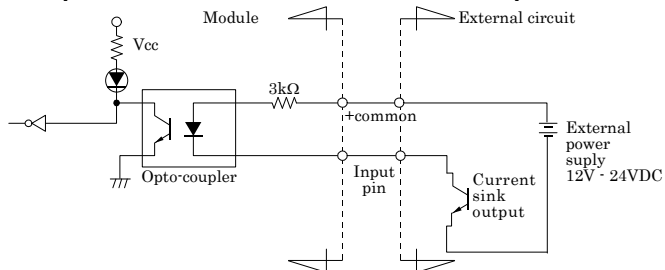 Module
External circuit
Vcc
3kΩ
+common
External
power
suply
12V - 24VDC
Opto-coupler
Input
pin
Current
sink
output